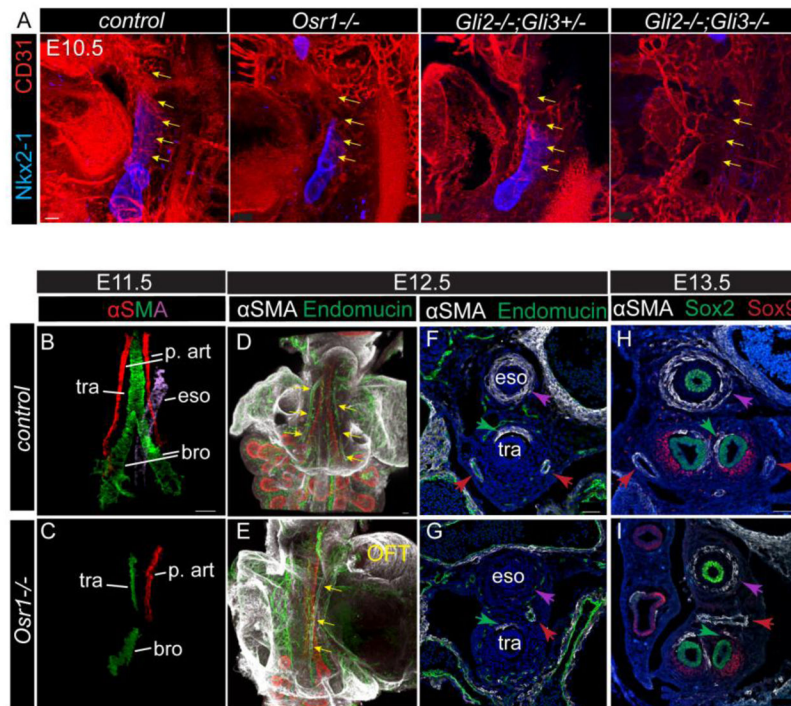 A control Osr1-/- Gli2-/-;Gli3+/- Gli2-/-;Gli3-/-
E10.5
Nkx2-1 CD31
E11.5 E12.5 E13.5
αSMA αSMA Endomucin αSMA Endomucin αSMA Sox2 Sox9
control
B p. art tra eso bro
D
F eso tra
H
Osr1-/-
C tra p. art bro
E OFT
G eso tra
I